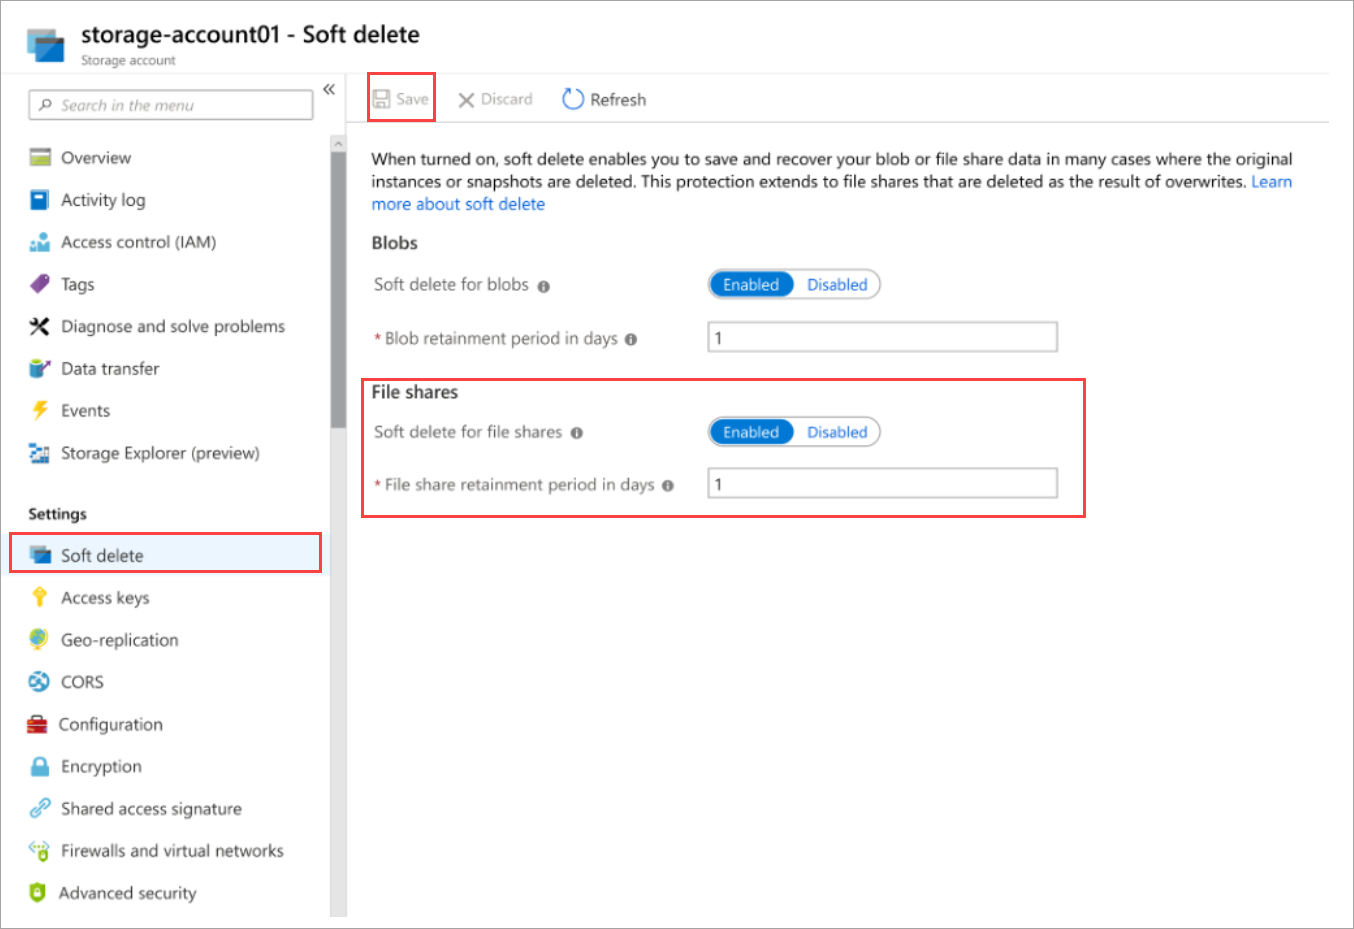 storage-account01 - Soft delete
Storage account
Search in the menu
«
Overview
Activity log
Access control (IAM)
Tags
Diagnose and solve problems
Data transfer
Events
Storage Explorer (preview)
Settings
Soft delete
Access keys
Geo-replication
CORS
Configuration
Encryption
Shared access signature
Firewalls and virtual networks
Advanced security
Save Discard Refresh
When turned on, soft delete enables you to save and recover your blob or file share data in many cases where the original
instances or snapshots are deleted. This protection extends to file shares that are deleted as the result of overwrites. Learn
more about soft delete
Blobs
Soft delete for blobs Enabled Disabled
* Blob retainment period in days 1
File shares
Soft delete for file shares Enabled Disabled
* File share retainment period in days 1